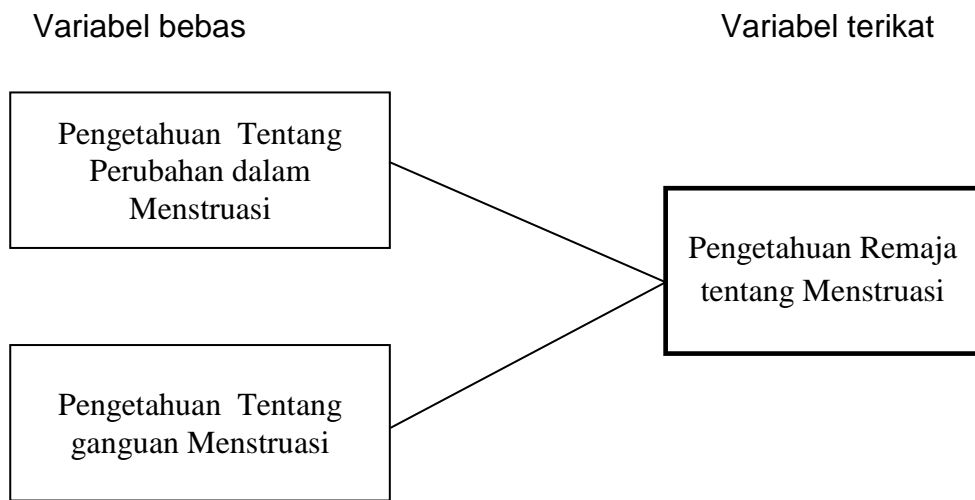 Variabel bebas
Variabel terikat
Pengetahuan Tentang
Perubahan dalam
Menstruasi
Pengetahuan Remaja
tentang Menstruasi
Pengetahuan Tentang
ganguan Menstruasi